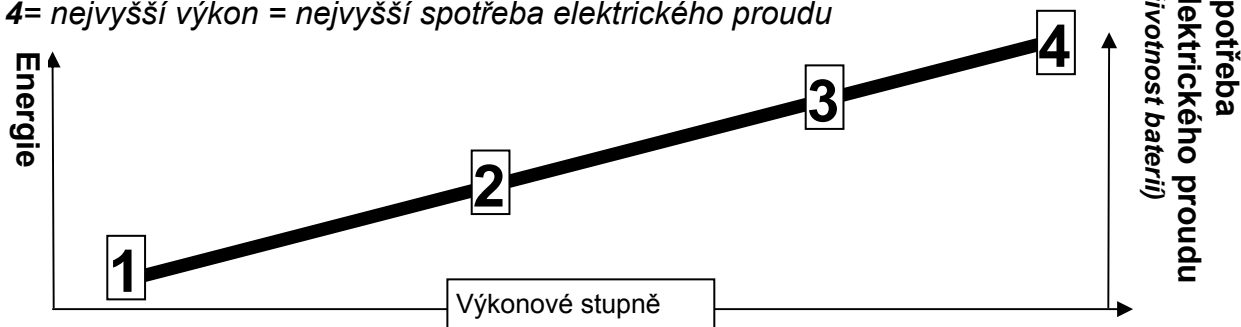 4= nejvyšší výkon = nejvyšší spotřeba elektrického proudu
Energie
1
2
3
4
Výkonové stupně
potřeba
lektrického proudu
ivotnost baterií)